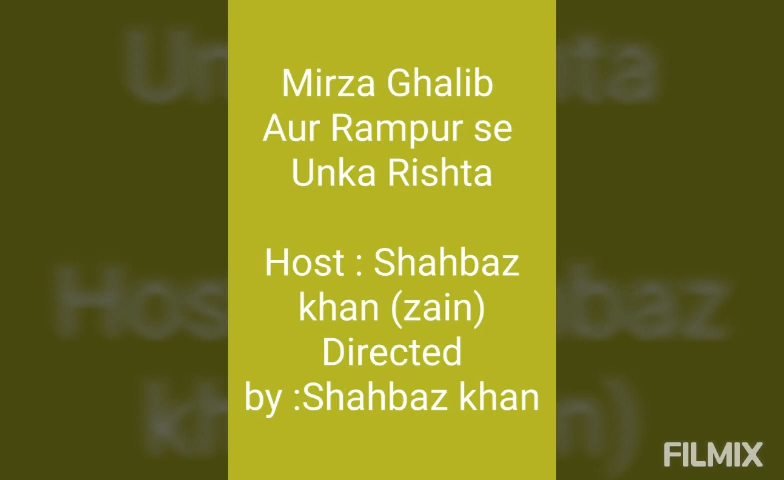 Mirza Ghalib
Aur Rampur se
Unka Rishta
Host : Shahbaz
khan (zain)
Directed
by :Shahbaz khan
FILMIX